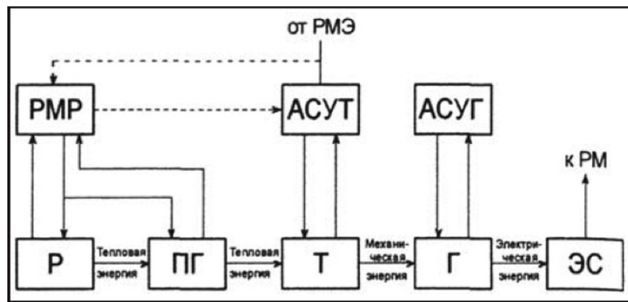 от РМЭ
РМР
АСУТ
АСУГ
к РМ
Р
Тепловая
энергия
ПГ
Тепловая
энергия
Т
Механи-
ческая
энергия
Г
Электри-
ческая
энергия
ЭС